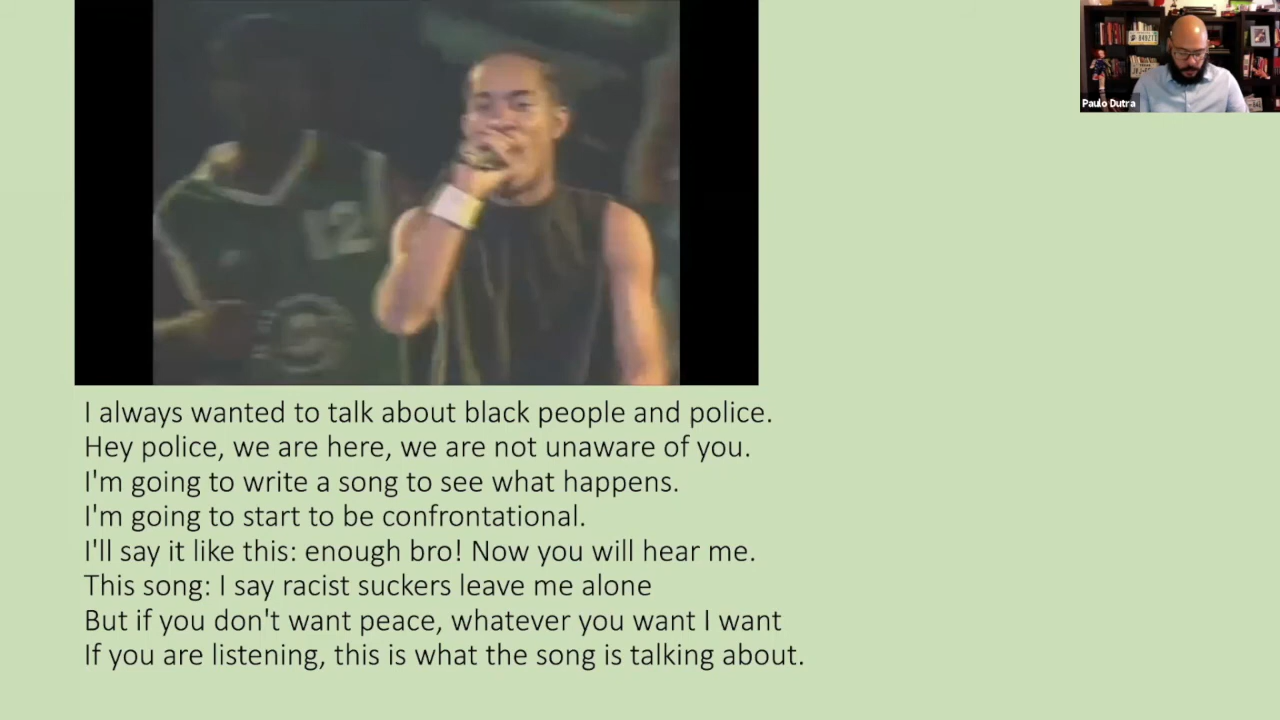 12
Paulo Dutra
I always wanted to talk about black people and police.
Hey police, we are here, we are not unaware of you.
I'm going to write a song to see what happens.
I'm going to start to be confrontational.
I'll say it like this: enough bro! Now you will hear me.
This song: I say racist suckers leave me alone
But if you don't want peace, whatever you want I want
If you are listening, this is what the song is talking about.